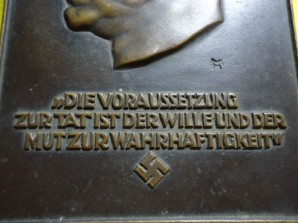 „DIE VORAUSSETZUNG
ZUR TAT IST DER WILLE UND DER
MUT ZUR WAHRHAFTIGKEIT“